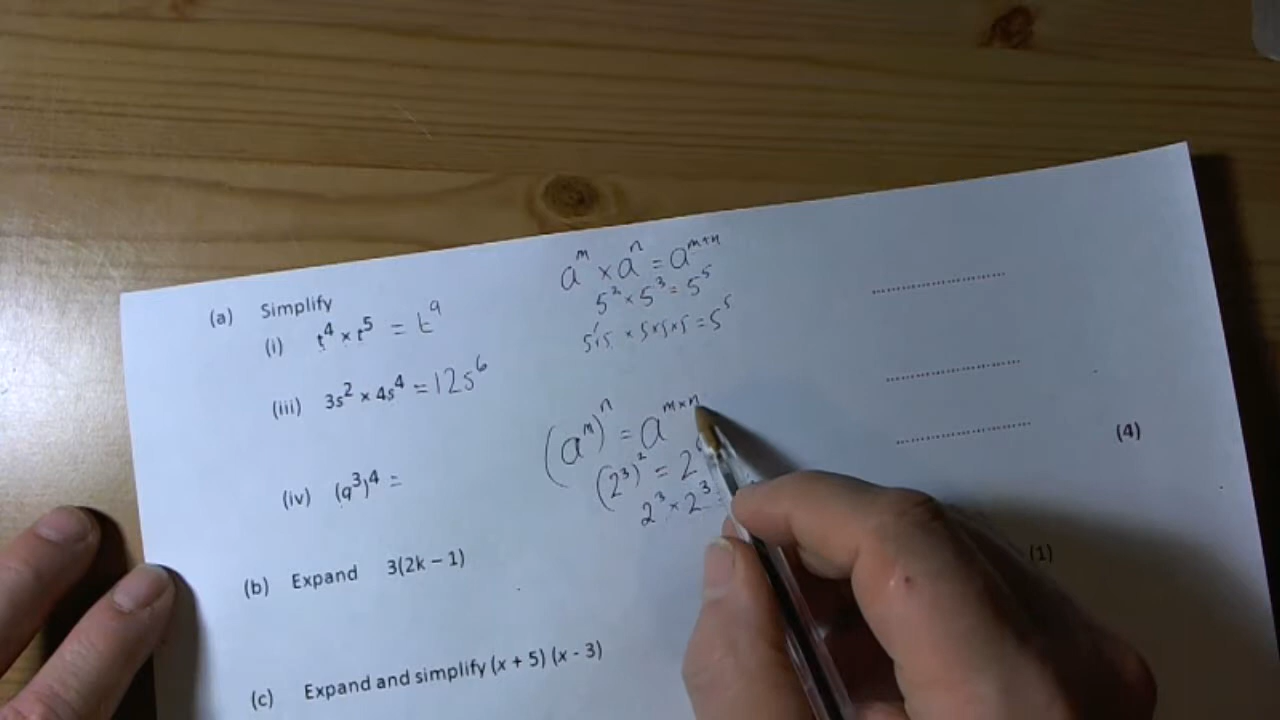 (a) Simplify
(i) t⁴ × t⁵ = t⁹
(iii) 3s² × 4s⁴ = 12s⁶
(iv) (q³)⁴ =
(b) Expand 3(2k – 1)
(c) Expand and simplify (x + 5) (x - 3)
aᵐ × aⁿ = aᵐ⁺ⁿ
5² × 5³ = 5⁵
5×5 × 5×5×5 = 5⁵
(aᵐ)ⁿ = aᵐˣⁿ
(2³)² = 2
2³ × 2³
(4)
(1)